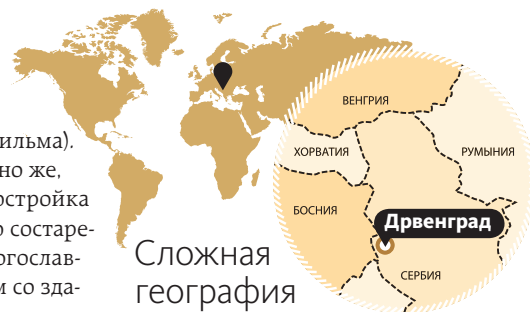 ильма).
но же,
остройка
о состаре-
огослав-
м со зда-
Сложная
география
ВЕНГРИЯ
ХОРВАТИЯ
РУМЫНИЯ
БОСНИЯ
Дрвенград
СЕРБИЯ